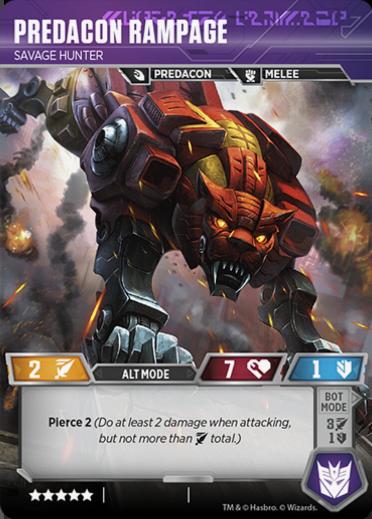 PREDACON RAMPAGE
SAVAGE HUNTER
PREDACON MELEE
2 ALT MODE 7 1
BOT
MODE
3
1
Pierce 2 (Do at least 2 damage when attacking,
but not more than total.)
TM & © Hasbro. © Wizards.